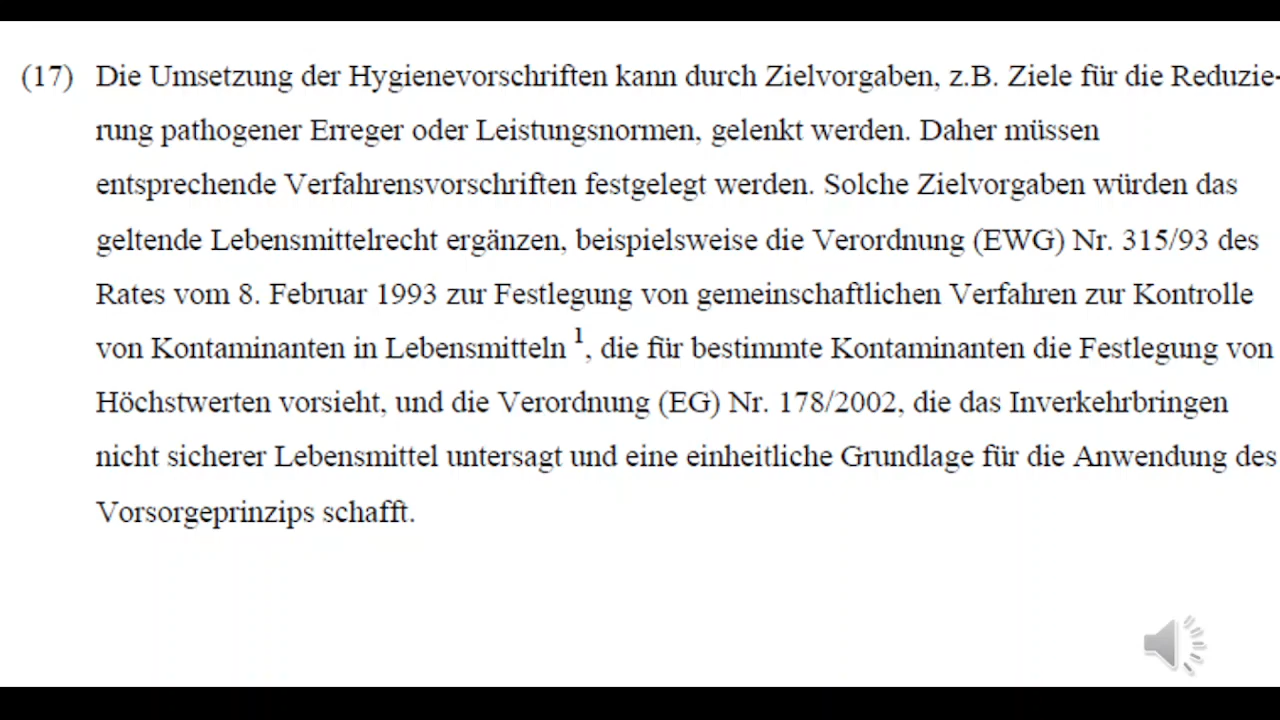 (17) Die Umsetzung der Hygienevorschriften kann durch Zielvorgaben, z.B. Ziele für die Reduzie-
rung pathogener Erreger oder Leistungsnormen, gelenkt werden. Daher müssen
entsprechende Verfahrensvorschriften festgelegt werden. Solche Zielvorgaben würden das
geltende Lebensmittelrecht ergänzen, beispielsweise die Verordnung (EWG) Nr. 315/93 des
Rates vom 8. Februar 1993 zur Festlegung von gemeinschaftlichen Verfahren zur Kontrolle
von Kontaminanten in Lebensmitteln ¹, die für bestimmte Kontaminanten die Festlegung von
Höchstwerten vorsieht, und die Verordnung (EG) Nr. 178/2002, die das Inverkehrbringen
nicht sicherer Lebensmittel untersagt und eine einheitliche Grundlage für die Anwendung des
Vorsorgeprinzips schafft.